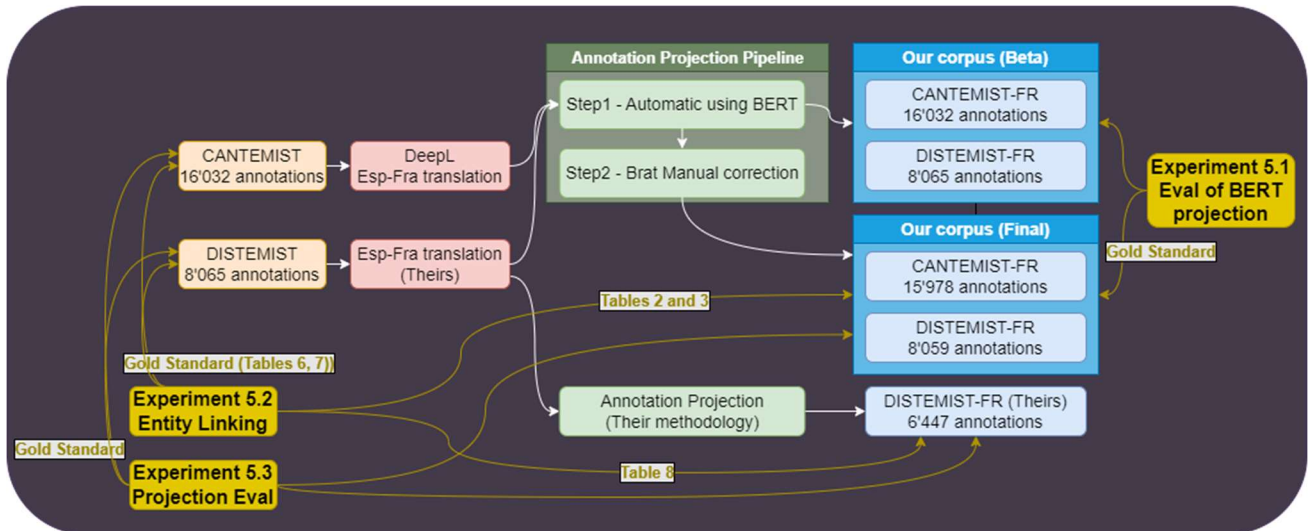 Annotation Projection Pipeline
Step1 - Automatic using BERT
Step2 - Brat Manual correction
Our corpus (Beta)
CANTEMIST-FR
16'032 annotations
DISTEMIST-FR
8'065 annotations
CANTEMIST
16'032 annotations
DeepL
Esp-Fra translation
Experiment 5.1
Eval of BERT
projection
DISTEMIST
8'065 annotations
Esp-Fra translation
(Theirs)
Our corpus (Final)
CANTEMIST-FR
15'978 annotations
DISTEMIST-FR
8'059 annotations
Gold Standard
Tables 2 and 3
Gold Standard (Tables 6, 7))
Experiment 5.2
Entity Linking
Annotation Projection
(Their methodology)
DISTEMIST-FR (Theirs)
6'447 annotations
Gold Standard
Experiment 5.3
Projection Eval
Table 8